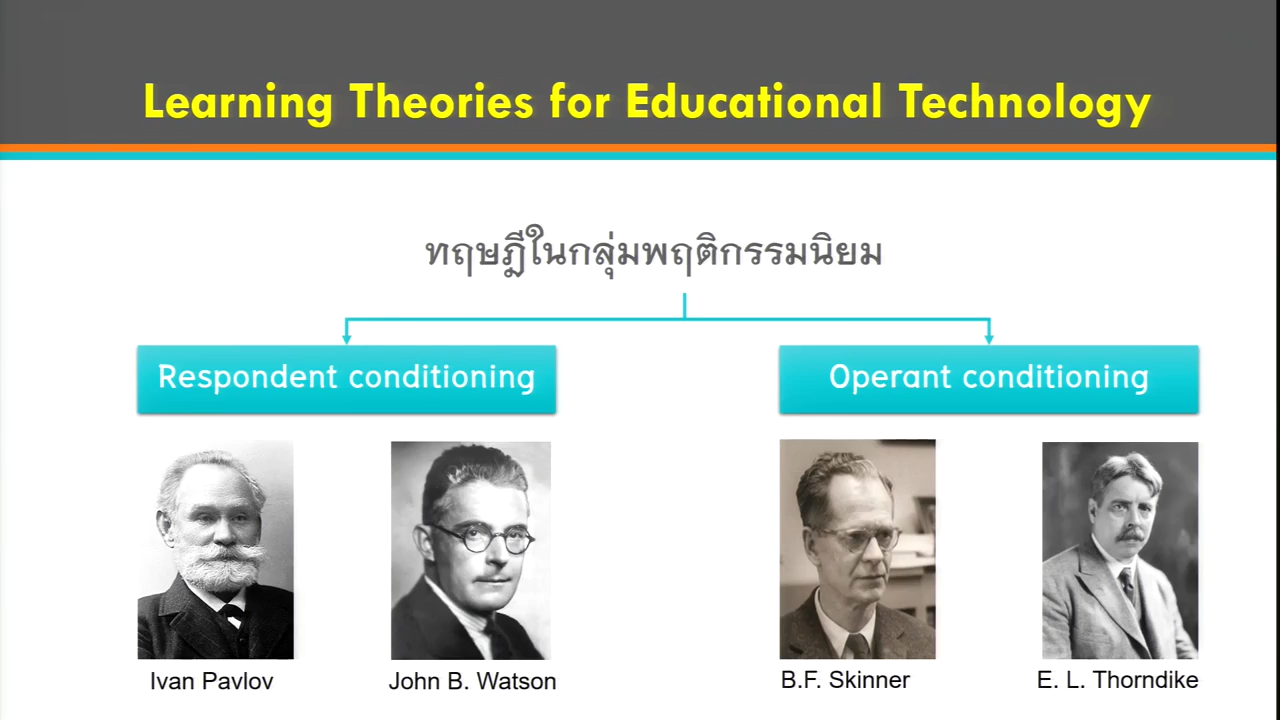 Learning Theories for Educational Technology
ทฤษฎีในกลุ่มพฤติกรรมนิยม
Respondent conditioning
Operant conditioning
Ivan Pavlov
John B. Watson
B.F. Skinner
E. L. Thorndike